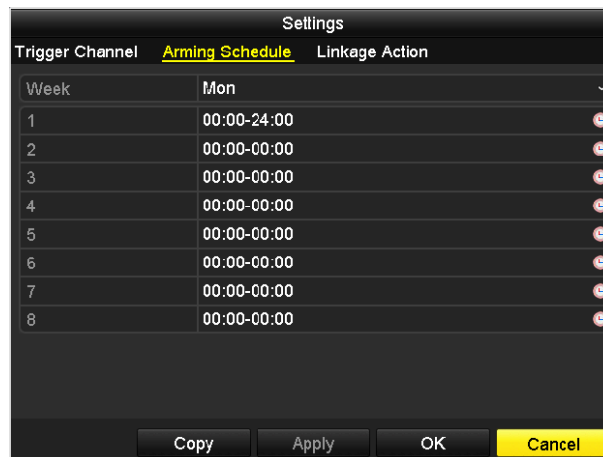 Settings
Trigger Channel Arming Schedule Linkage Action
Week Mon
1 00:00-24:00
2 00:00-00:00
3 00:00-00:00
4 00:00-00:00
5 00:00-00:00
6 00:00-00:00
7 00:00-00:00
8 00:00-00:00
Copy Apply OK Cancel